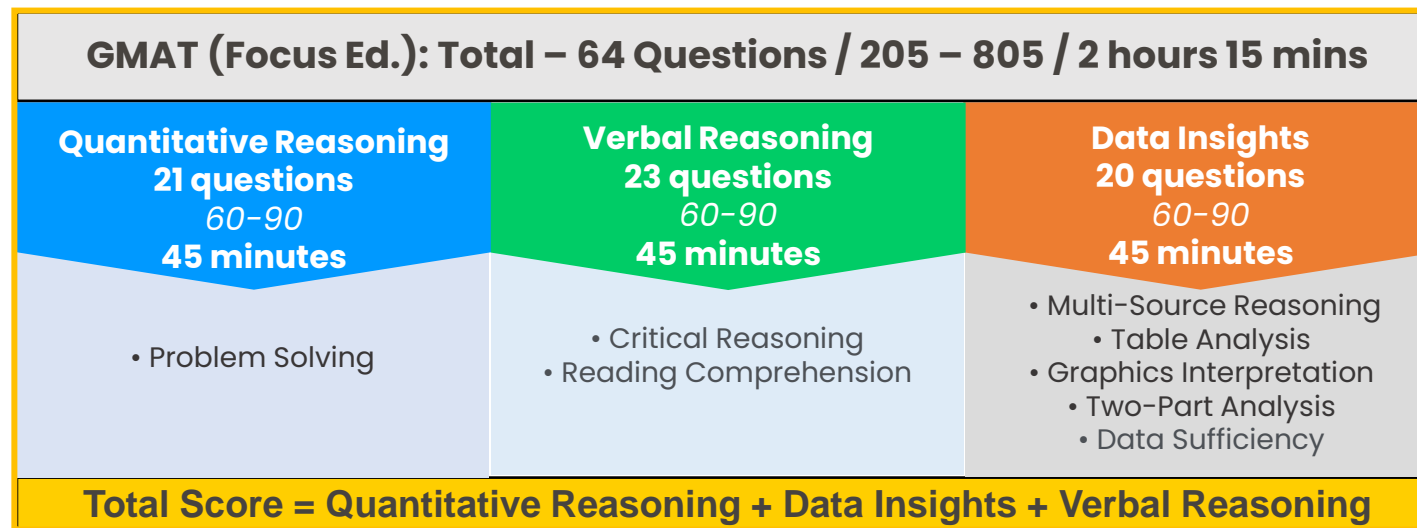 GMAT (Focus Ed.): Total – 64 Questions / 205 – 805 / 2 hours 15 mins
Quantitative Reasoning
21 questions
60-90
45 minutes
• Problem Solving
Verbal Reasoning
23 questions
60-90
45 minutes
• Critical Reasoning
• Reading Comprehension
Data Insights
20 questions
60-90
45 minutes
• Multi-Source Reasoning
• Table Analysis
• Graphics Interpretation
• Two-Part Analysis
• Data Sufficiency
Total Score = Quantitative Reasoning + Data Insights + Verbal Reasoning